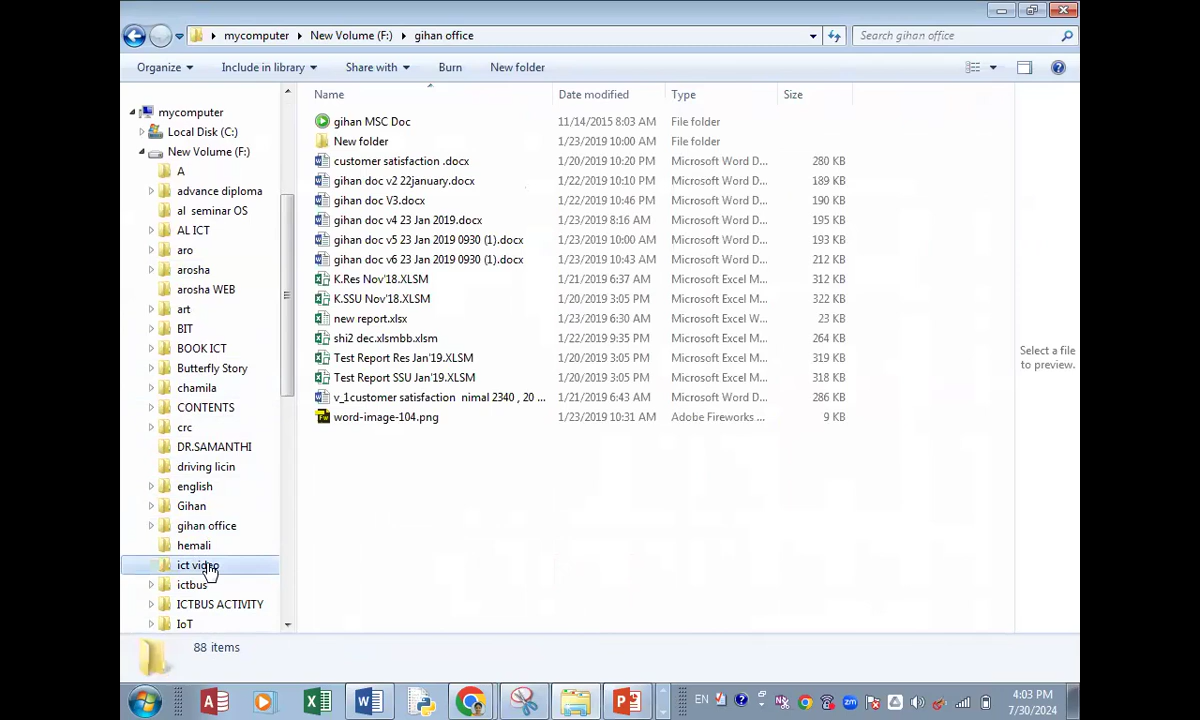 mycomputer New Volume (F:) gihan office
Search gihan office
Organize Include in library Share with Burn New folder
mycomputer
Local Disk (C:)
New Volume (F:)
A
advance diploma
al seminar OS
AL ICT
aro
arosha
arosha WEB
art
BIT
BOOK ICT
Butterfly Story
chamila
CONTENTS
crc
DR.SAMANTHI
driving licin
english
Gihan
gihan office
hemali
ict video
ictbus
ICTBUS ACTIVITY
IoT
Name Date modified Type Size
gihan MSC Doc 11/14/2015 8:03 AM File folder
New folder 1/23/2019 10:00 AM File folder
customer satisfaction .docx 1/20/2019 10:20 PM Microsoft Word D... 280 KB
gihan doc v2 22january.docx 1/22/2019 10:10 PM Microsoft Word D... 189 KB
gihan doc V3.docx 1/22/2019 10:46 PM Microsoft Word D... 190 KB
gihan doc v4 23 Jan 2019.docx 1/23/2019 8:16 AM Microsoft Word D... 195 KB
gihan doc v5 23 Jan 2019 0930 (1).docx 1/23/2019 10:00 AM Microsoft Word D... 193 KB
gihan doc v6 23 Jan 2019 0930 (1).docx 1/23/2019 10:43 AM Microsoft Word D... 212 KB
K.Res Nov'18.XLSM 1/21/2019 6:37 AM Microsoft Excel M... 312 KB
K.SSU Nov'18.XLSM 1/20/2019 3:05 PM Microsoft Excel M... 322 KB
new report.xlsx 1/23/2019 6:30 AM Microsoft Excel W... 23 KB
shi2 dec.xlsmbb.xlsm 1/22/2019 9:35 PM Microsoft Excel M... 264 KB
Test Report Res Jan'19.XLSM 1/20/2019 3:05 PM Microsoft Excel M... 319 KB
Test Report SSU Jan'19.XLSM 1/20/2019 3:05 PM Microsoft Excel M... 318 KB
v_1customer satisfaction nimal 2340 , 20 ... 1/21/2019 6:43 AM Microsoft Word D... 286 KB
word-image-104.png 1/23/2019 10:31 AM Adobe Fireworks ... 9 KB
Select a file
to preview.
88 items
EN
4:03 PM
7/30/2024